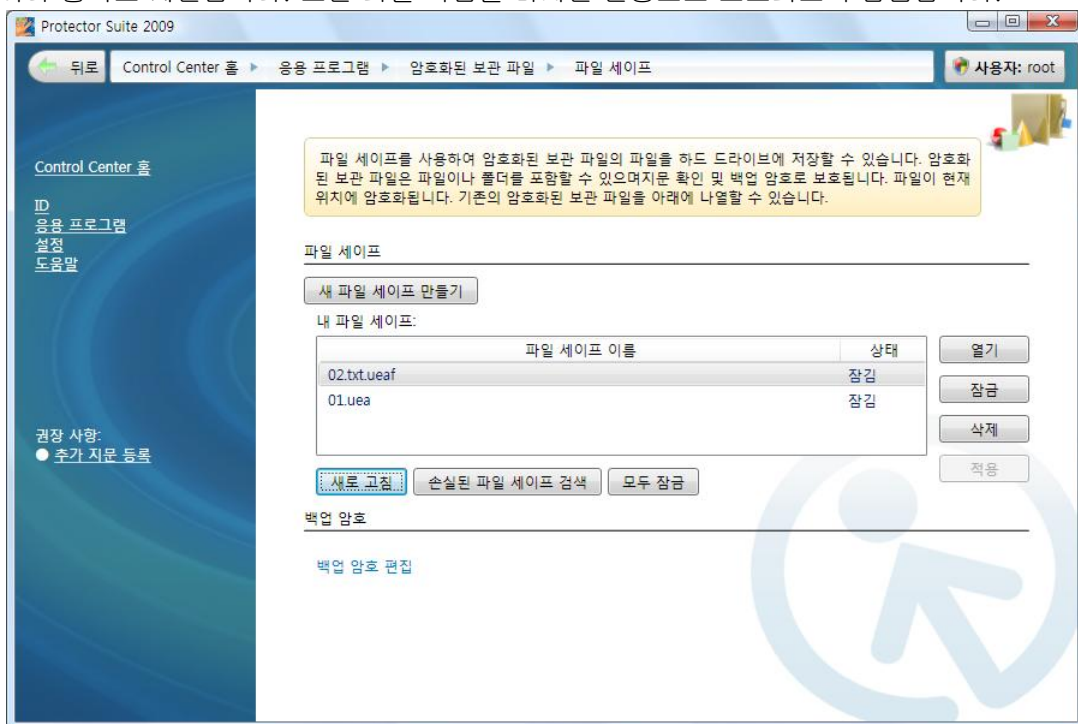 Protector Suite 2009
뒤로 Control Center 홈 ▶ 응용 프로그램 ▶ 암호화된 보관 파일 ▶ 파일 세이프 사용자: root
Control Center 홈
ID
응용 프로그램
설정
도움말
권장 사항:
추가 지문 등록
파일 세이프를 사용하여 암호화된 보관 파일의 파일을 하드 드라이브에 저장할 수 있습니다. 암호화
된 보관 파일은 파일이나 폴더를 포함할 수 있으며지문 확인 및 백업 암호로 보호됩니다. 파일이 현재
위치에 암호화됩니다. 기존의 암호화된 보관 파일을 아래에 나열할 수 있습니다.
파일 세이프
새 파일 세이프 만들기
내 파일 세이프:
파일 세이프 이름 상태 열기
02.txt.ueaf 잠김
잠금
01.uea 잠김
삭제
적용
새로 고침 손실된 파일 세이프 검색 모두 잠금
백업 암호
백업 암호 편집